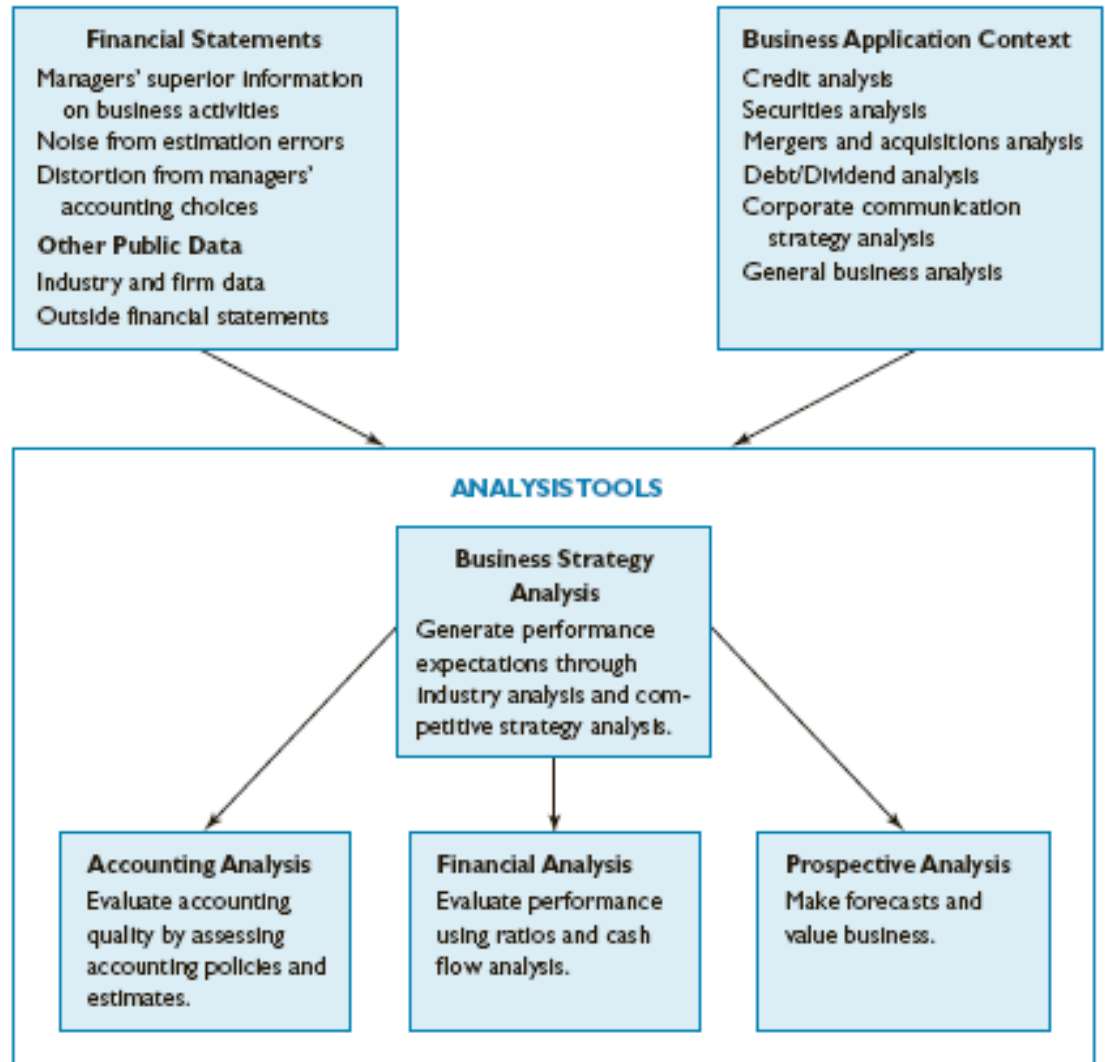 Financial Statements
Managers' superior information
on business activities
Noise from estimation errors
Distortion from managers'
accounting choices
Other Public Data
Industry and firm data
Outside financial statements
Business Application Context
Credit analysis
Securities analysis
Mergers and acquisitions analysis
Debt/Dividend analysis
Corporate communication
strategy analysis
General business analysis
ANALYSIS TOOLS
Business Strategy
Analysis
Generate performance
expectations through
industry analysis and com-
petitive strategy analysis.
Accounting Analysis
Evaluate accounting
quality by assessing
accounting policies and
estimates.
Financial Analysis
Evaluate performance
using ratios and cash
flow analysis.
Prospective Analysis
Make forecasts and
value business.